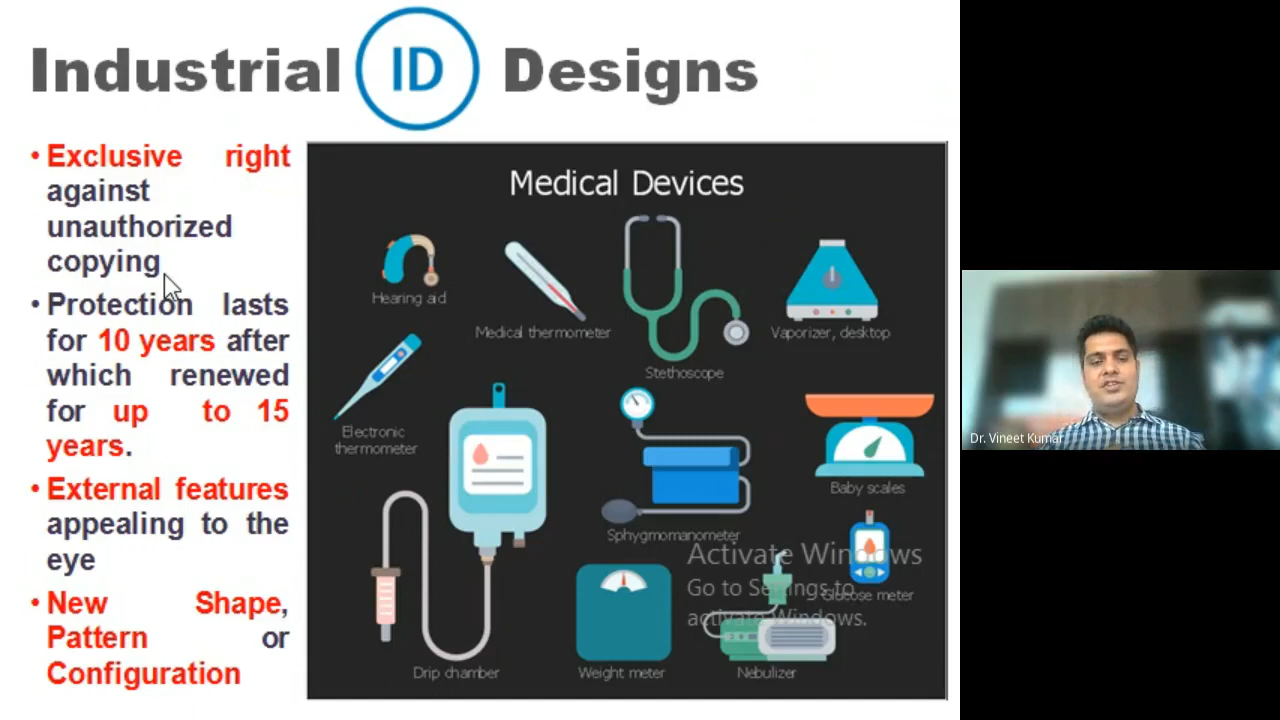 Industrial ID Designs
• Exclusive right
against
unauthorized
copying
• Protection lasts
for 10 years after
which renewed
for up to 15
years.
• External features
appealing to the
eye
• New Shape,
Pattern or
Configuration
Medical Devices
Hearing aid
Medical thermometer
Stethoscope
Vaporizer, desktop
Electronic
thermometer
Sphygmomanometer
Baby scales
Glucose meter
Drip chamber
Weight meter
Nebulizer
Activate Windows
Go to Settings to
activate Windows.
Dr. Vineet Kumar